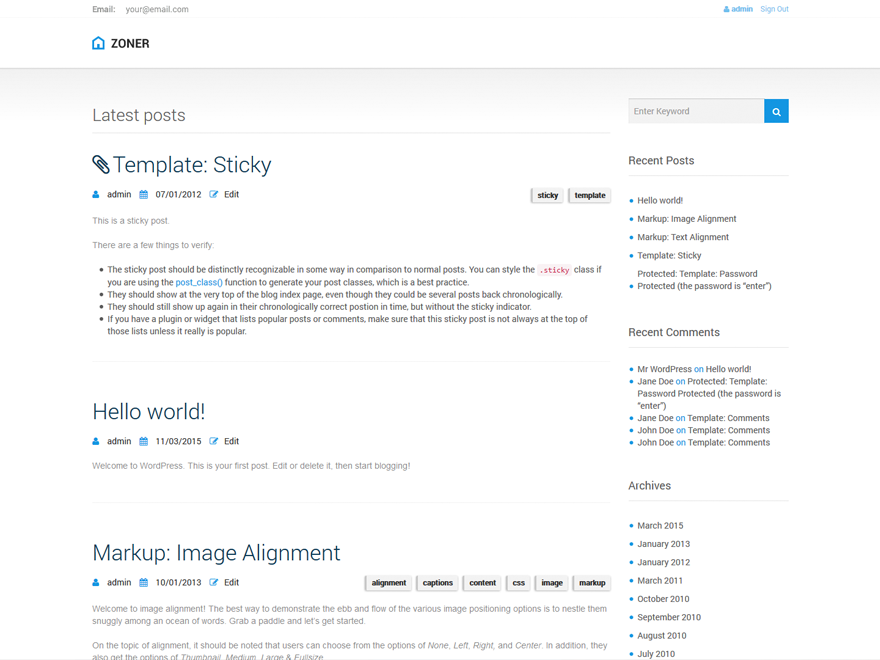 Email: your@email.com
admin Sign Out
ZONER
Latest posts
Template: Sticky
admin 07/01/2012 Edit
sticky template
This is a sticky post.
There are a few things to verify:
The sticky post should be distinctly recognizable in some way in comparison to normal posts. You can style the .sticky class if
you are using the post_class() function to generate your post classes, which is a best practice.
They should show at the very top of the blog index page, even though they could be several posts back chronologically.
They should still show up again in their chronologically correct postion in time, but without the sticky indicator.
If you have a plugin or widget that lists popular posts or comments, make sure that this sticky post is not always at the top of
those lists unless it really is popular.
Hello world!
admin 11/03/2015 Edit
Welcome to WordPress. This is your first post. Edit or delete it, then start blogging!
Markup: Image Alignment
admin 10/01/2013 Edit
alignment captions content css image markup
Welcome to image alignment! The best way to demonstrate the ebb and flow of the various image positioning options is to nestle them
snuggly among an ocean of words. Grab a paddle and let's get started.
On the topic of alignment, it should be noted that users can choose from the options of None, Left, Right, and Center. In addition, they
also get the options of Thumbnail, Medium, Large & Fullsize.
Enter Keyword
Recent Posts
Hello world!
Markup: Image Alignment
Markup: Text Alignment
Template: Sticky
Protected: Template: Password
Protected (the password is “enter”)
Recent Comments
Mr WordPress on Hello world!
Jane Doe on Protected: Template:
Password Protected (the password is
“enter”)
Jane Doe on Template: Comments
John Doe on Template: Comments
John Doe on Template: Comments
Archives
March 2015
January 2013
January 2012
March 2011
October 2010
September 2010
August 2010
July 2010